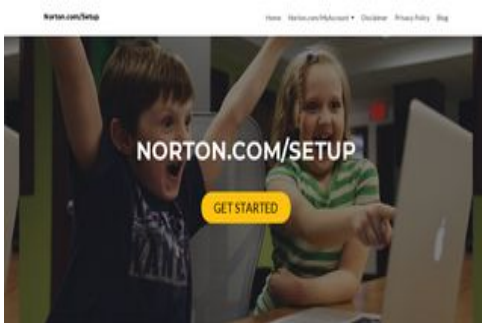 Norton.com/Setup
Home Norton.com/MyAccount Disclaimer Privacy Policy Blog
NORTON.COM/SETUP
GET STARTED